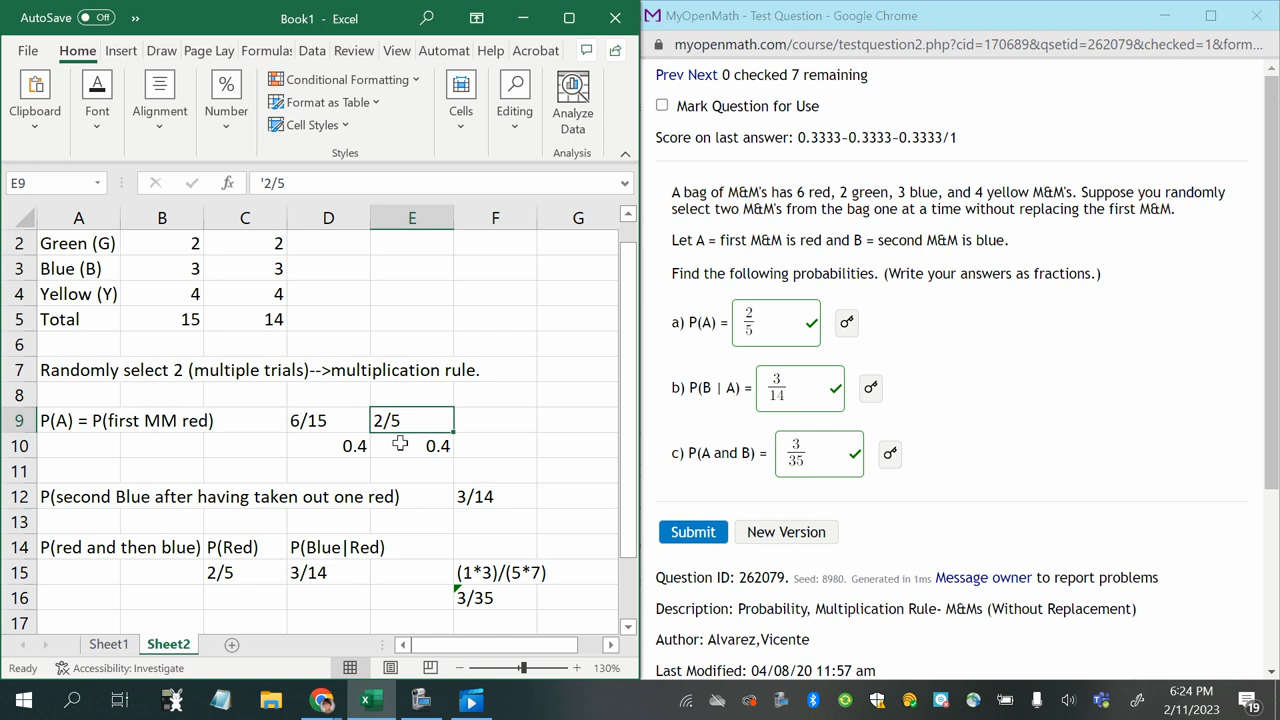 AutoSave Off » Book1 - Excel
File Home Insert Draw Page Lay Formulas Data Review View Automat Help Acrobat
Clipboard Font Alignment Number Conditional Formatting Format as Table Cell Styles Styles Cells Editing Analyze Data Analysis
E9 fx '2/5
A B C D E F G
2 Green (G) 2 2
3 Blue (B) 3 3
4 Yellow (Y) 4 4
5 Total 15 14
6
7 Randomly select 2 (multiple trials)-->multiplication rule.
8
9 P(A) = P(first MM red) 6/15 2/5
10 0.4 0.4
11
12 P(second Blue after having taken out one red) 3/14
13
14 P(red and then blue) P(Red) P(Blue|Red)
15 2/5 3/14 (1*3)/(5*7)
16 3/35
17
Sheet1 Sheet2
Ready Accessibility: Investigate 130%
MyOpenMath - Test Question - Google Chrome
myopenmath.com/course/testquestion2.php?cid=170689&qsetid=262079&checked=1&form...
Prev Next 0 checked 7 remaining
Mark Question for Use
Score on last answer: 0.3333~0.3333~0.3333/1
A bag of M&M's has 6 red, 2 green, 3 blue, and 4 yellow M&M's. Suppose you randomly
select two M&M's from the bag one at a time without replacing the first M&M.
Let A = first M&M is red and B = second M&M is blue.
Find the following probabilities. (Write your answers as fractions.)
a) P(A) = 2/5
b) P(B | A) = 3/14
c) P(A and B) = 3/35
Submit New Version
Question ID: 262079. Seed: 8980. Generated in 1ms Message owner to report problems
Description: Probability, Multiplication Rule- M&Ms (Without Replacement)
Author: Alvarez,Vicente
Last Modified: 04/08/20 11:57 am
6:24 PM
2/11/2023
19